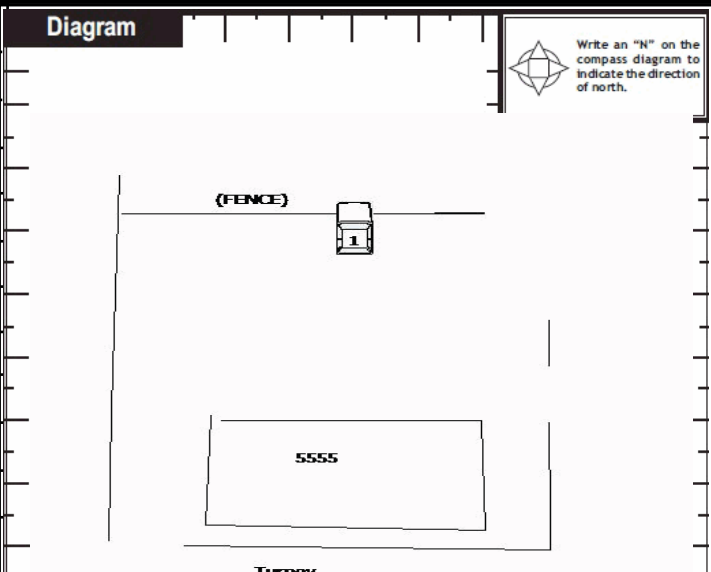 Diagram
Write an “N” on the
compass diagram to
indicate the direction
of north.
(FENCE)
1
5555